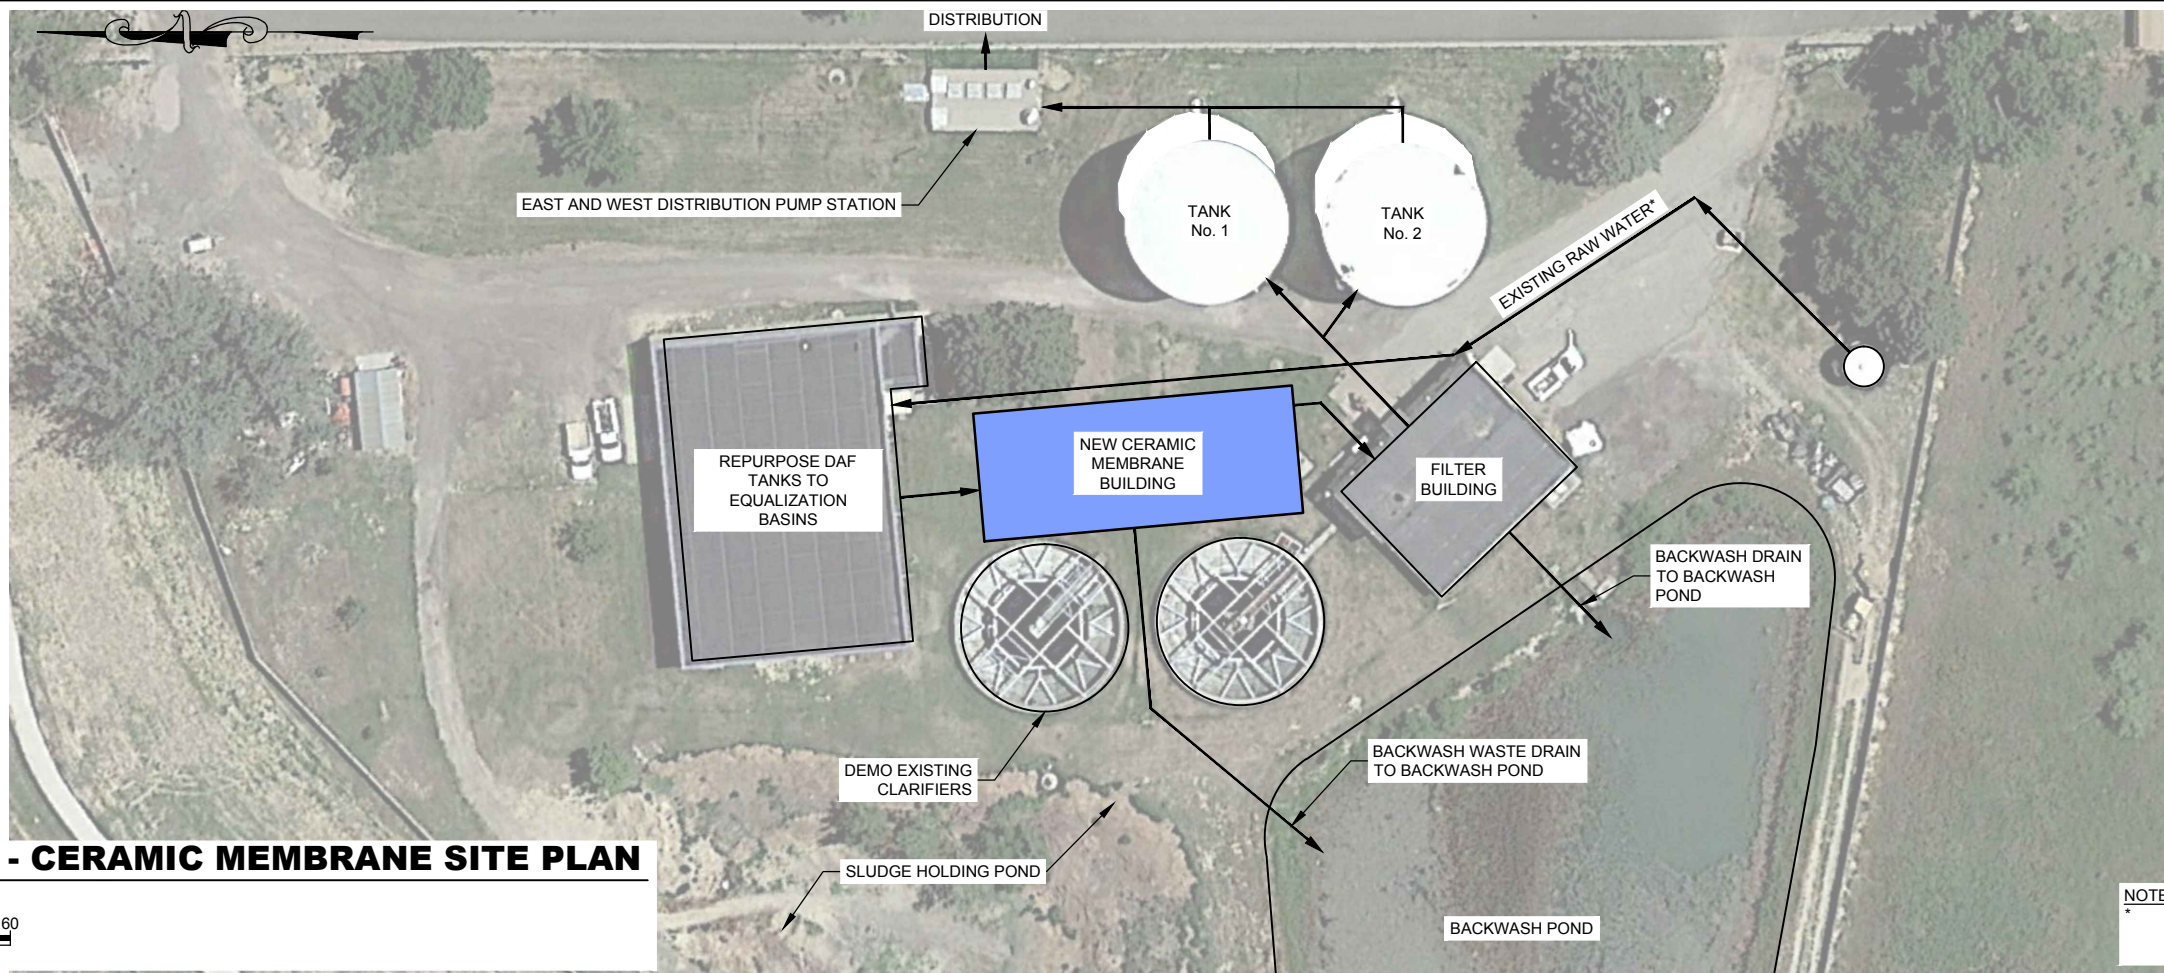 DISTRIBUTION
EAST AND WEST DISTRIBUTION PUMP STATION
TANK
No. 1
TANK
No. 2
EXISTING RAW WATER*
REPURPOSE DAF
TANKS TO
EQUALIZATION
BASINS
NEW CERAMIC
MEMBRANE
BUILDING
FILTER
BUILDING
BACKWASH DRAIN
TO BACKWASH
POND
DEMO EXISTING
CLARIFIERS
BACKWASH WASTE DRAIN
TO BACKWASH POND
SLUDGE HOLDING POND
BACKWASH POND
- CERAMIC MEMBRANE SITE PLAN
60
NOTE
*